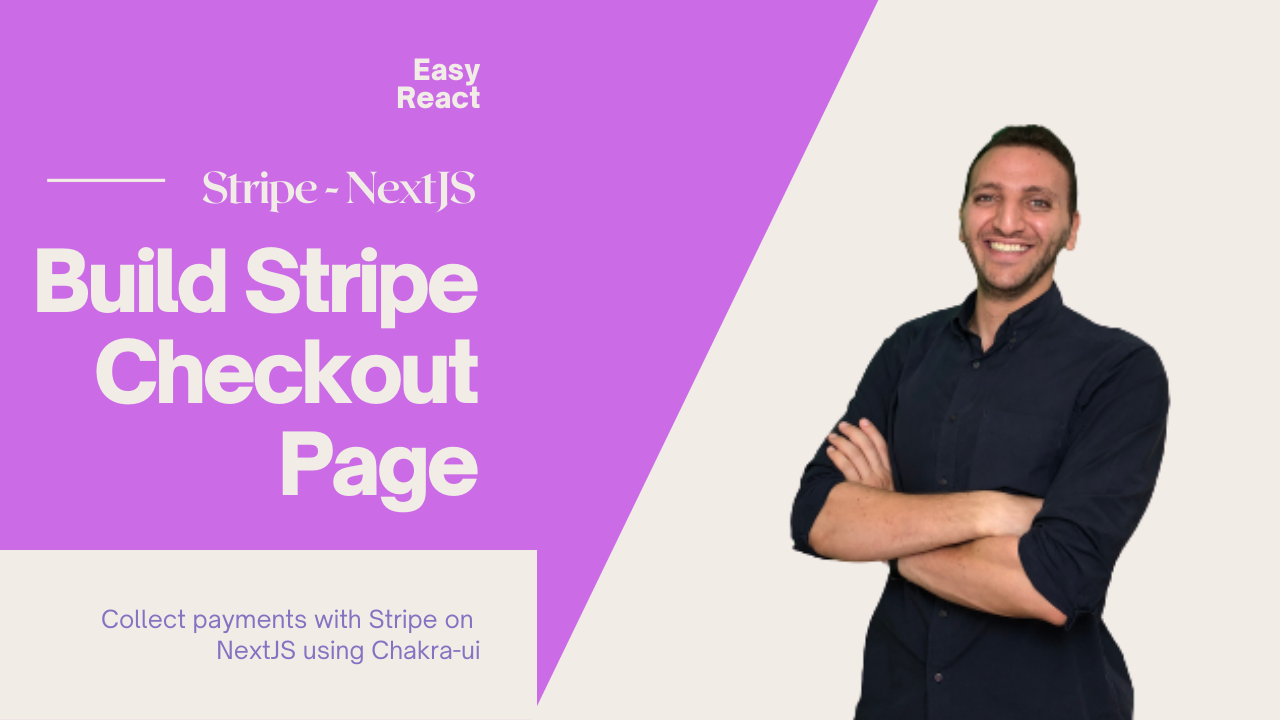 Easy
React
Stripe - NextJS
Build Stripe
Checkout
Page
Collect payments with Stripe on
NextJS using Chakra-ui